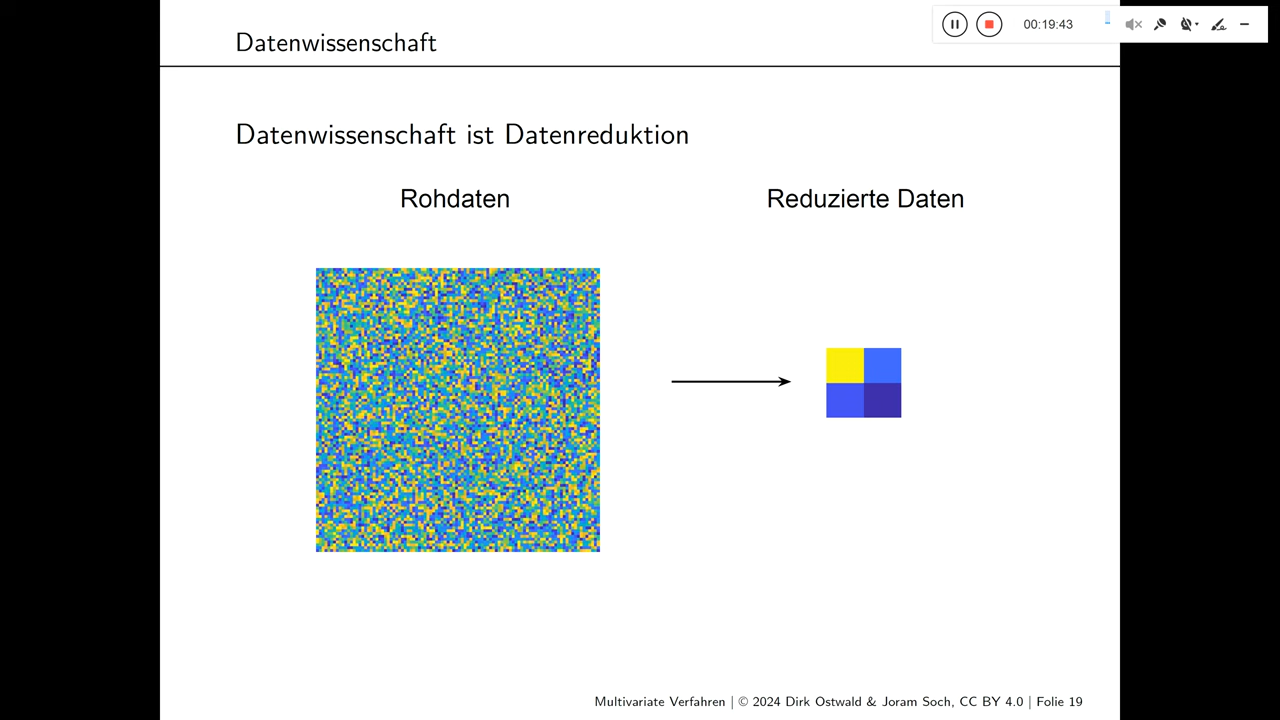 00:19:43
Datenwissenschaft
Datenwissenschaft ist Datenreduktion
Rohdaten
Reduzierte Daten
Multivariate Verfahren | © 2024 Dirk Ostwald & Joram Soch, CC BY 4.0 | Folie 19